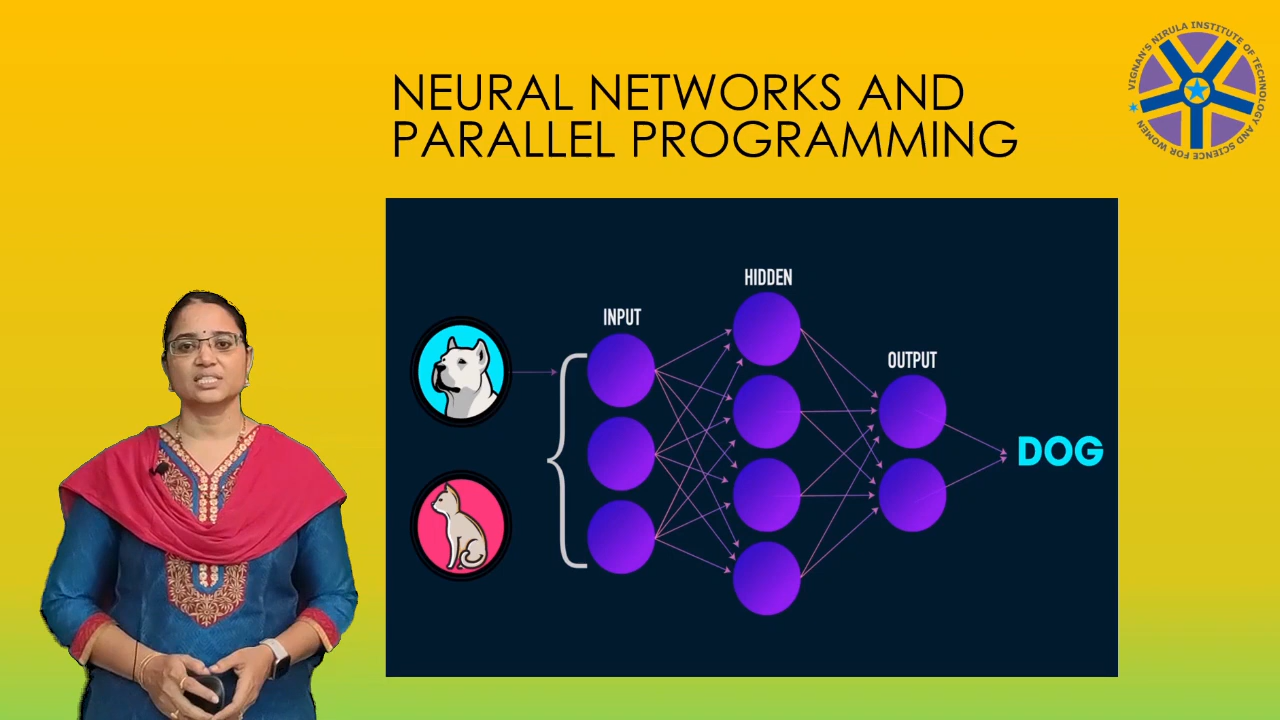 NEURAL NETWORKS AND
PARALLEL PROGRAMMING
VIGNAN'S NIRULA INSTITUTE OF TECHNOLOGY AND SCIENCE FOR WOMEN
HIDDEN
INPUT
OUTPUT
DOG